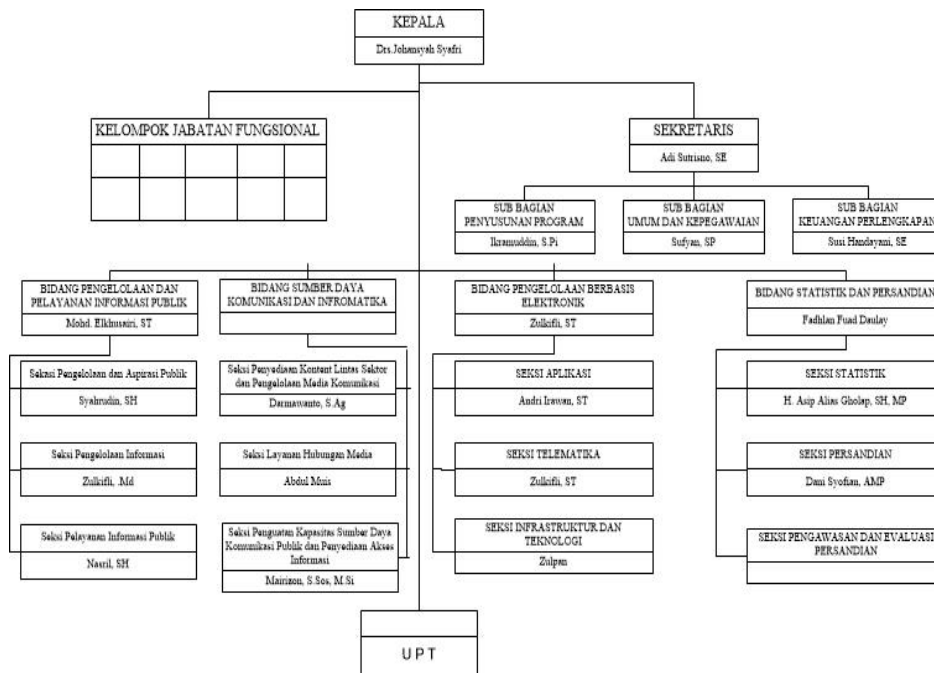 KEPALA
Drs.Johansyah Syafri
KELOMPOK JABATAN FUNGSIONAL
SEKRETARIS
Adi Sutrisno, SE
SUB BAGIAN
PENYUSUNAN PROGRAM
Ikramuddin, S.Pi
SUB BAGIAN
UMUM DAN KEPEGAWAIAN
Sufyan, SP
SUB BAGIAN
KEUANGAN PERLENGKAPAN
Susi Handayani, SE
BIDANG PENGELOLAAN DAN
PELAYANAN INFORMASI PUBLIK
Mohd. Elkhusairi, ST
BIDANG SUMBER DAYA
KOMUNIKASI DAN INFROMATIKA
BIDANG PENGELOLAAN BERBASIS
ELEKTRONIK
Zulkifli, ST
BIDANG STATISTIK DAN PERSANDIAN
Fadhlan Fuad Daulay
Sekasi Pengelolaan dan Aspirasi Publik
Syahrudin, SH
Seksi Penyediaan Kontent Lintas Sektor
dan Pengelolaan Media Komunikasi
Darmawanto, S.Ag
SEKSI APLIKASI
Andri Irawan, ST
SEKSI STATISTIK
H. Asip Alias Gholap, SH, MP
Seksi Pengelolaan Informasi
Zulkifli, .Md
Seksi Layanan Hubungan Media
Abdul Muis
SEKSI TELEMATIKA
Zulkifli, ST
SEKSI PERSANDIAN
Dani Syofian, AMP
Seksi Pelayanan Informasi Publik
Nasril, SH
Seksi Penguatan Kapasitas Sumber Daya
Komunikasi Publik dan Penyediaan Akses
Informasi
Mairizon, S.Sos, M.Si
SEKSI INFRASTRUKTUR DAN
TEKNOLOGI
Zulpan
SEKSI PENGAWASAN DAN EVALUASI
PERSANDIAN
UPT